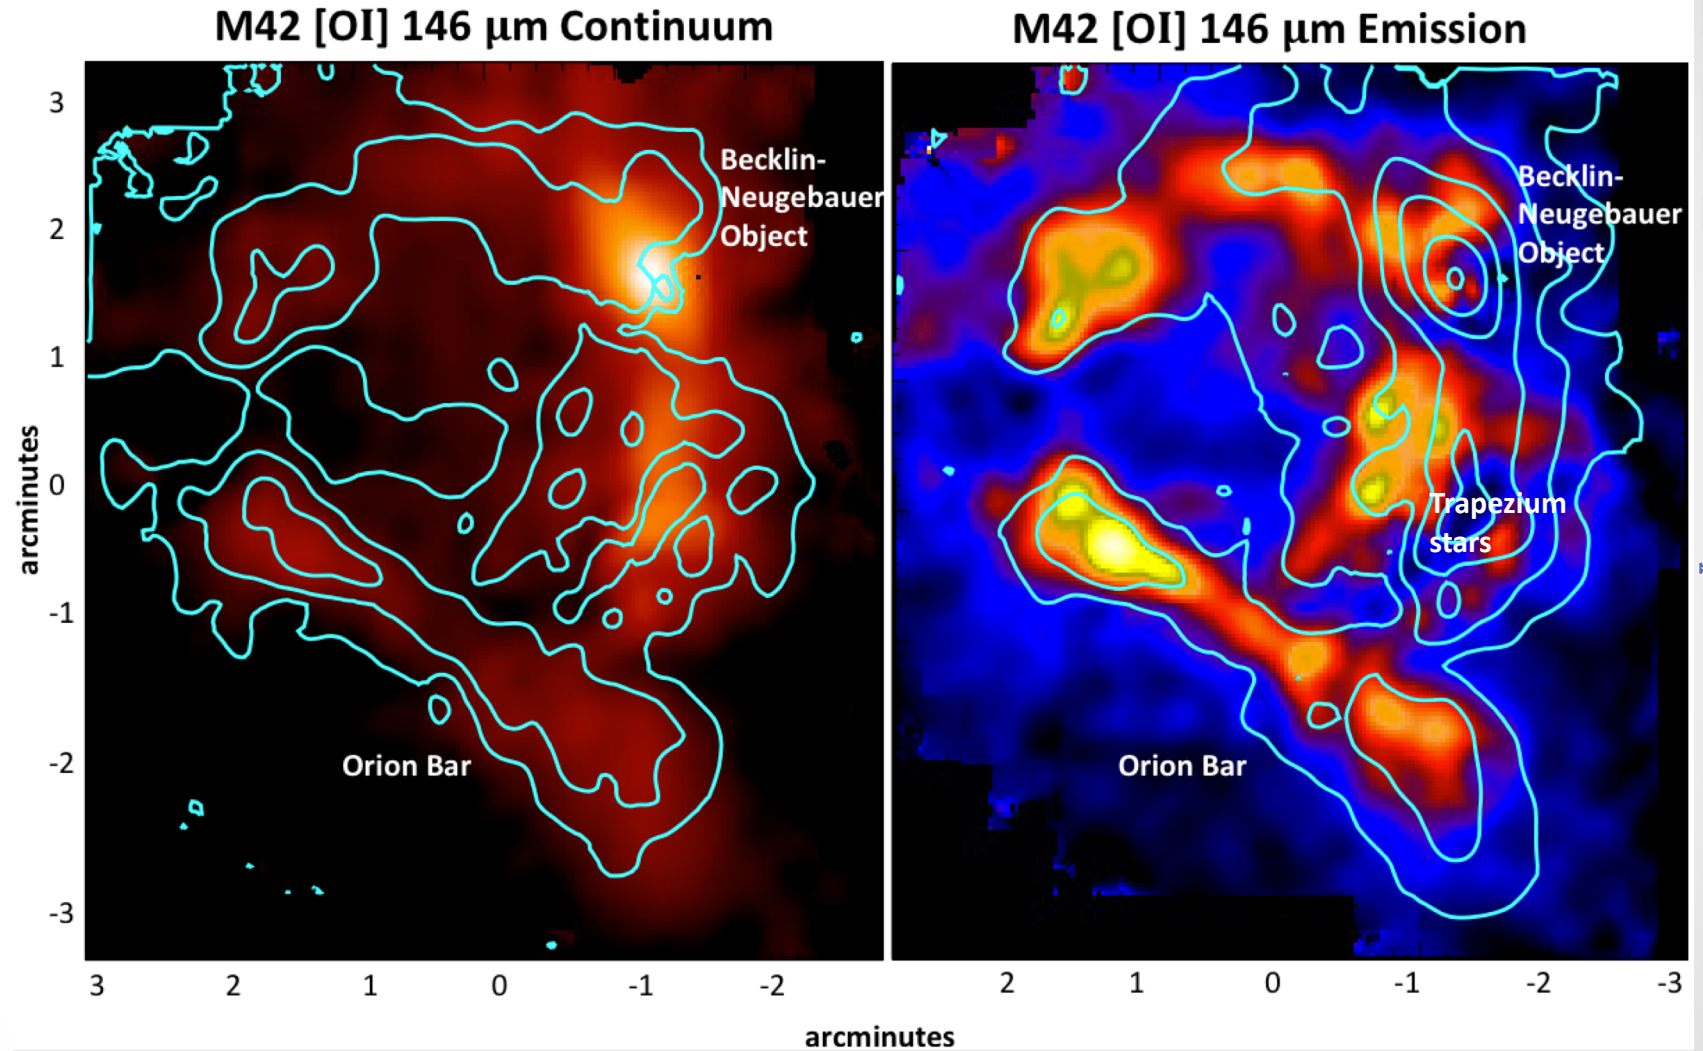 M42 [OI] 146 μm Continuum
M42 [OI] 146 μm Emission
3
2
1
0
-1
-2
-3
arcminutes
Becklin-
Neugebauer
Object
Orion Bar
Becklin-
Neugebauer
Object
Trapezium
stars
Orion Bar
3 2 1 0 -1 -2
2 1 0 -1 -2 -3
arcminutes